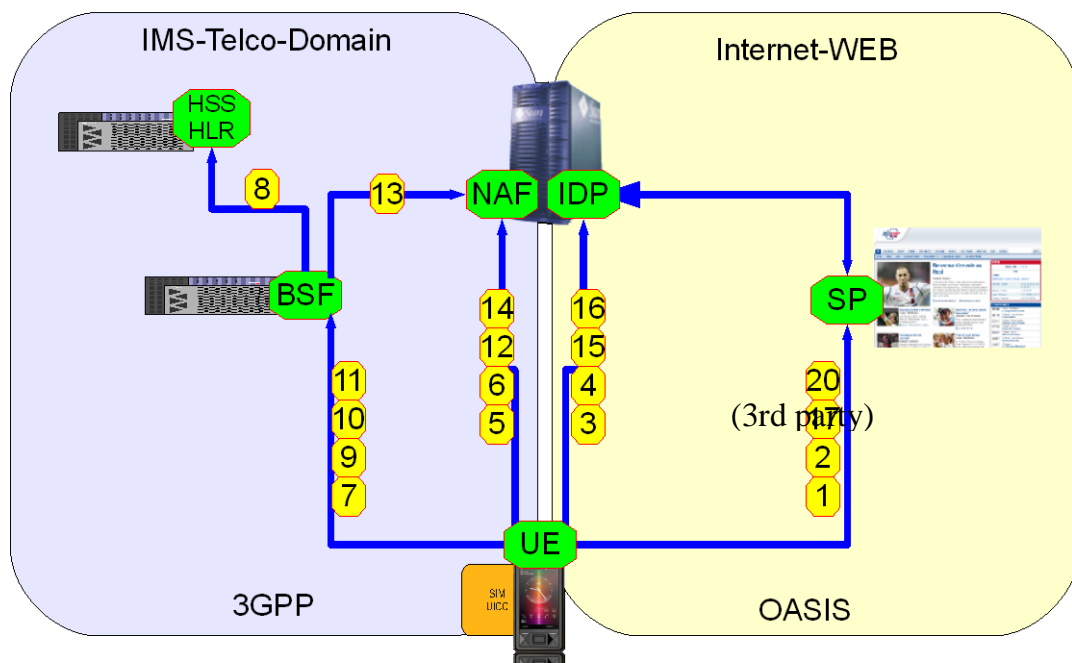 IMS-Telco-Domain
Internet-WEB
HSS
HLR
8
13
NAF
IDP
BSF
SP
14
16
12
15
11
6
4
20
10
5
3
(3rd party)
17
9
2
7
1
UE
SIM
UICC
3GPP
OASIS